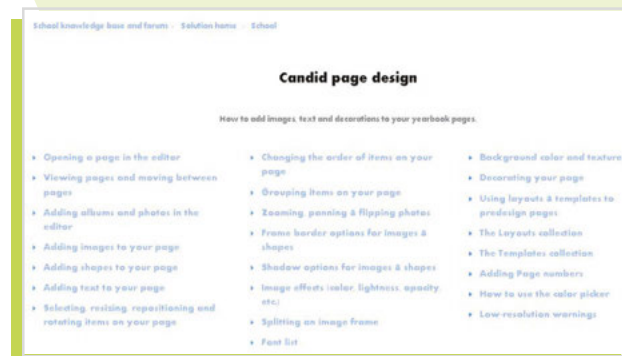 School knowledge base and forum - Solution home - School
Candid page design
How to add images, text and decorations to your yearbook pages.
Opening a page in the editor
Viewing pages and moving between
pages
Adding albums and photos in the
editor
Adding images to your page
Adding shapes to your page
Adding text to your page
Selecting, resizing, repositioning and
rotating items on your page
Changing the order of items on your
page
Grouping items on your page
Zooming, panning & flipping photos
Frame border options for images &
shapes
Shadow options for images & shapes
Image effects (color, lightness, opacity
etc.)
Splitting an image frame
Font list
Background color and texture
Decorating your page
Using layouts & templates to
predesign pages
The Layouts collection
The Templates collection
Adding Page numbers
How to use the color picker
Low-resolution warnings